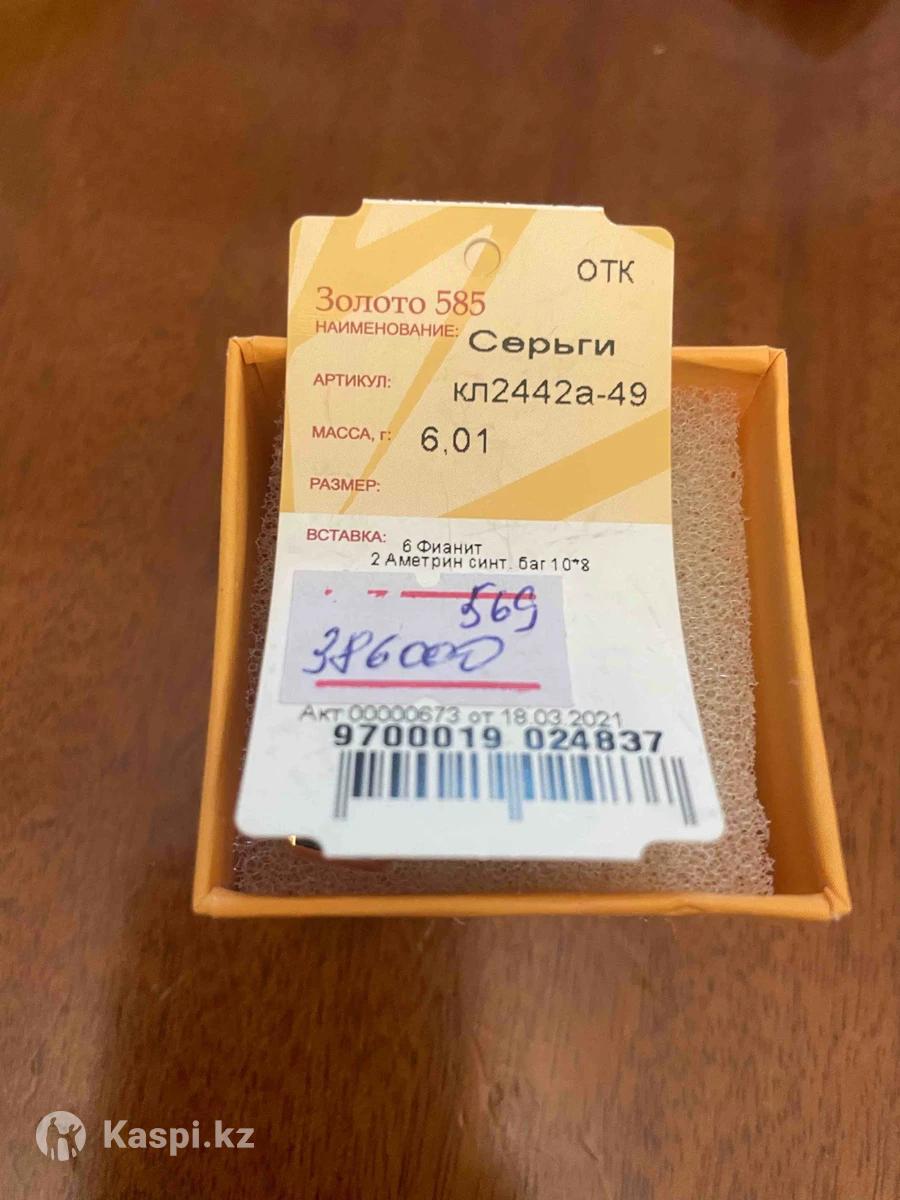 ОТК
Золото 585
НАИМЕНОВАНИЕ: Серьги
АРТИКУЛ: кл2442а-49
МАССА, г: 6,01
РАЗМЕР:
ВСТАВКА: 6 Фианит
2 Аметрин синт. баг 10*8
569
386000
Акт 00000673 от 18.03.2021
9700019 024837
Kaspi.kz